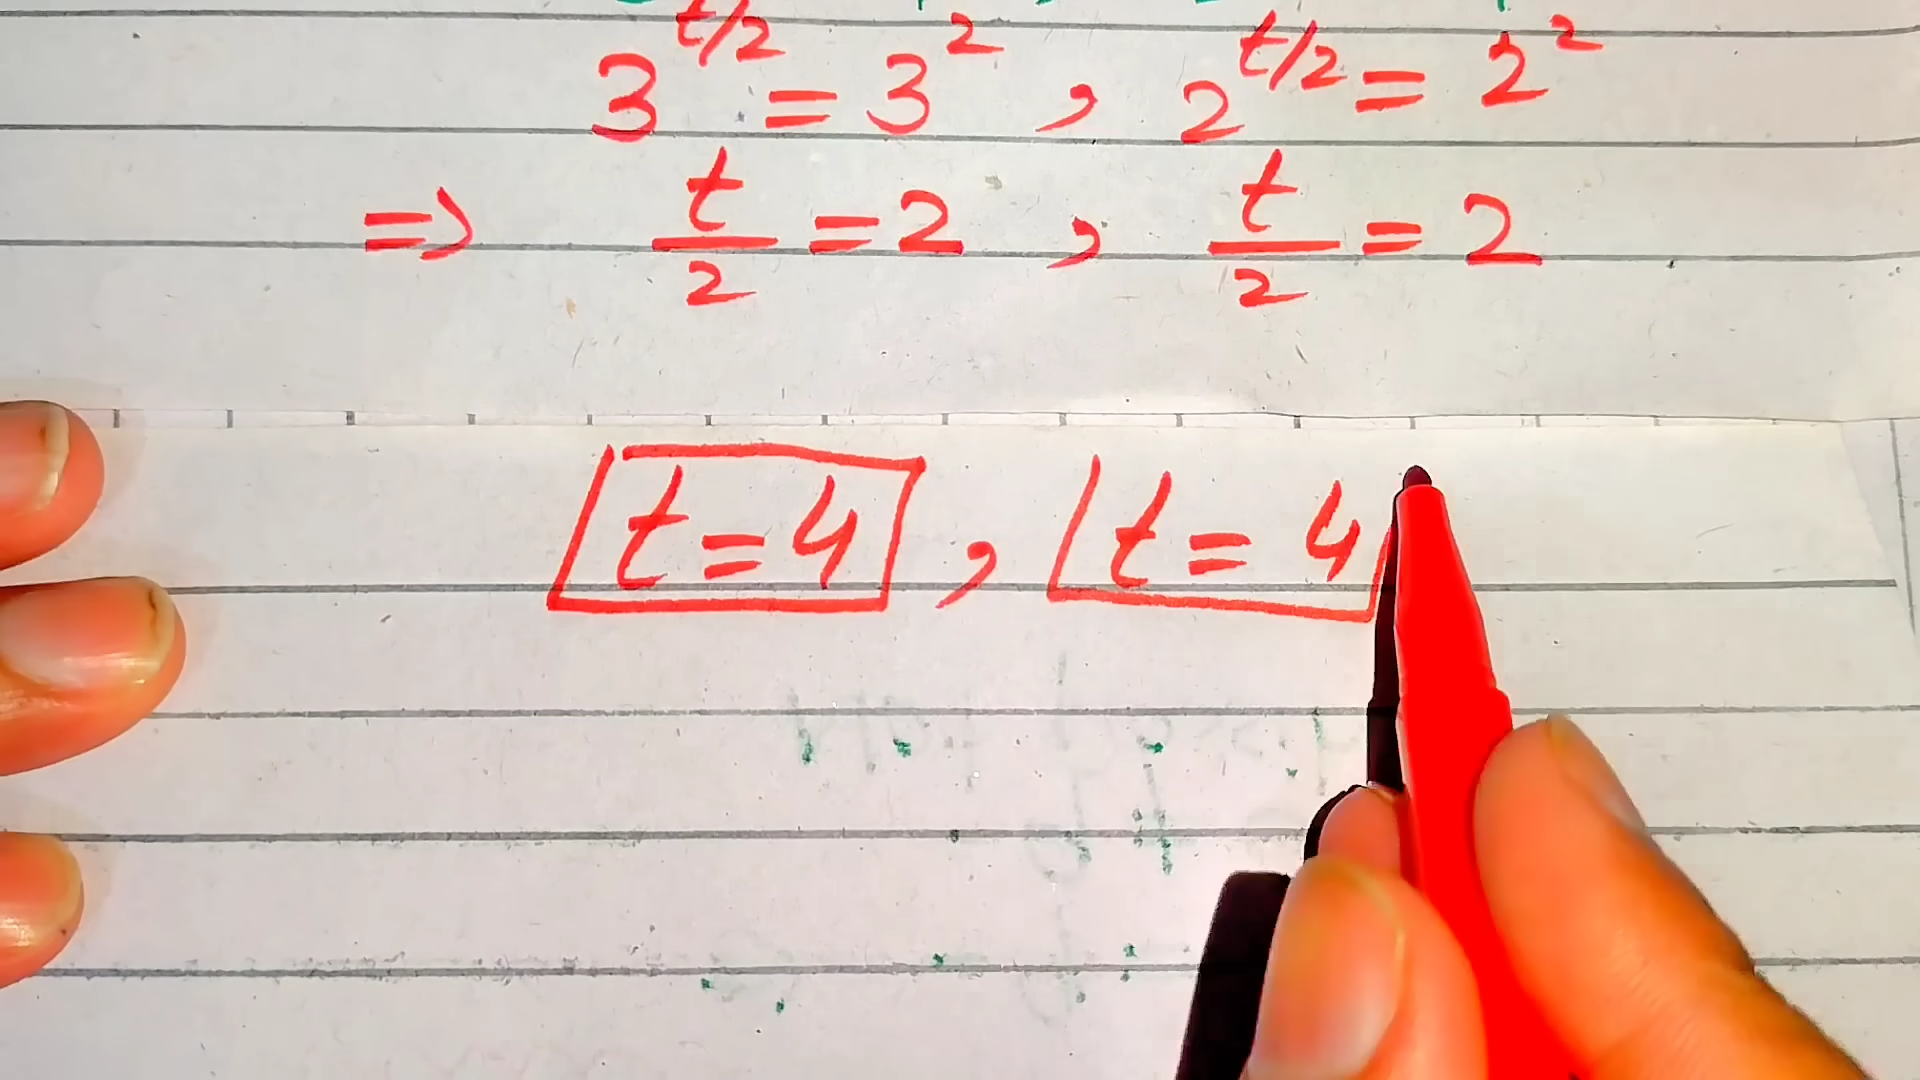 3^{t/2} = 3^2 , 2^{t/2} = 2^2
⇒ t/2 = 2 , t/2 = 2
t = 4 , t = 4